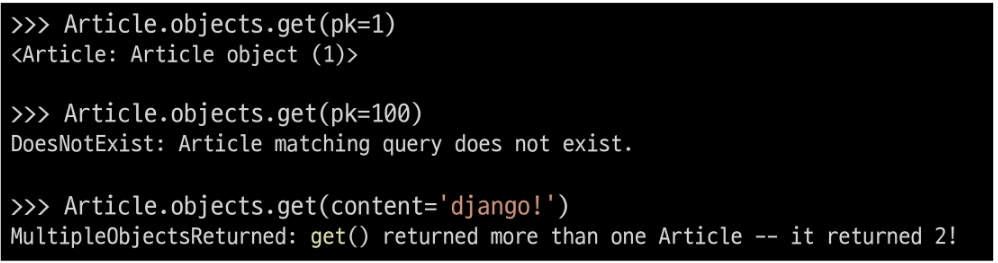 >>> Article.objects.get(pk=1)
<Article: Article object (1)>
>>> Article.objects.get(pk=100)
DoesNotExist: Article matching query does not exist.
>>> Article.objects.get(content='django!')
MultipleObjectsReturned: get() returned more than one Article -- it returned 2!